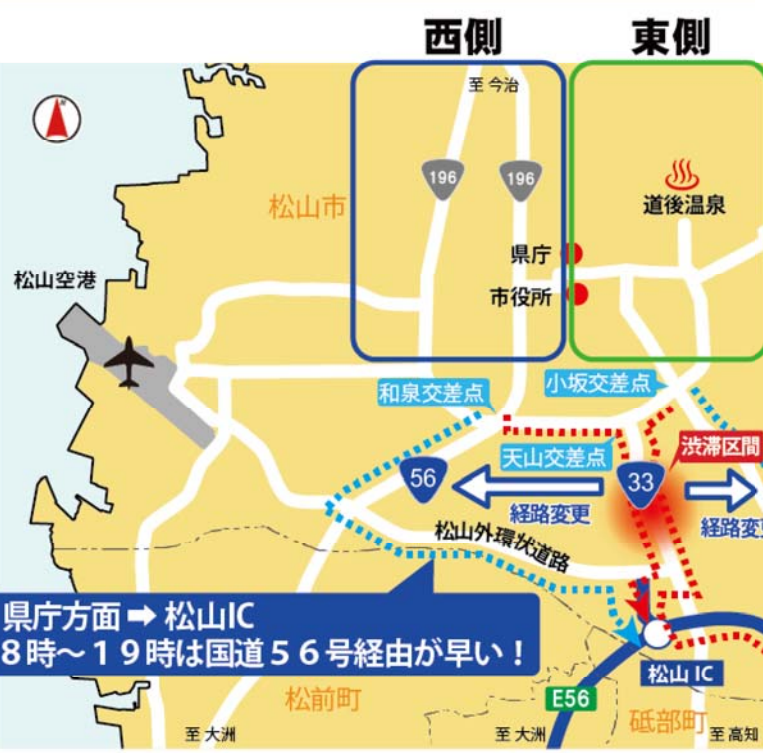 西側
東側
至 今治
196
196
道後温泉
松山市
県庁
市役所
松山空港
和泉交差点
小坂交差点
天山交差点
渋滞区間
56
33
経路変更
経路変
松山外環状道路
県庁方面➡松山IC
8時～19時は国道56号経由が早い！
松山 IC
E56
松前町
砥部町
至 大洲
至 大洲
至 高知